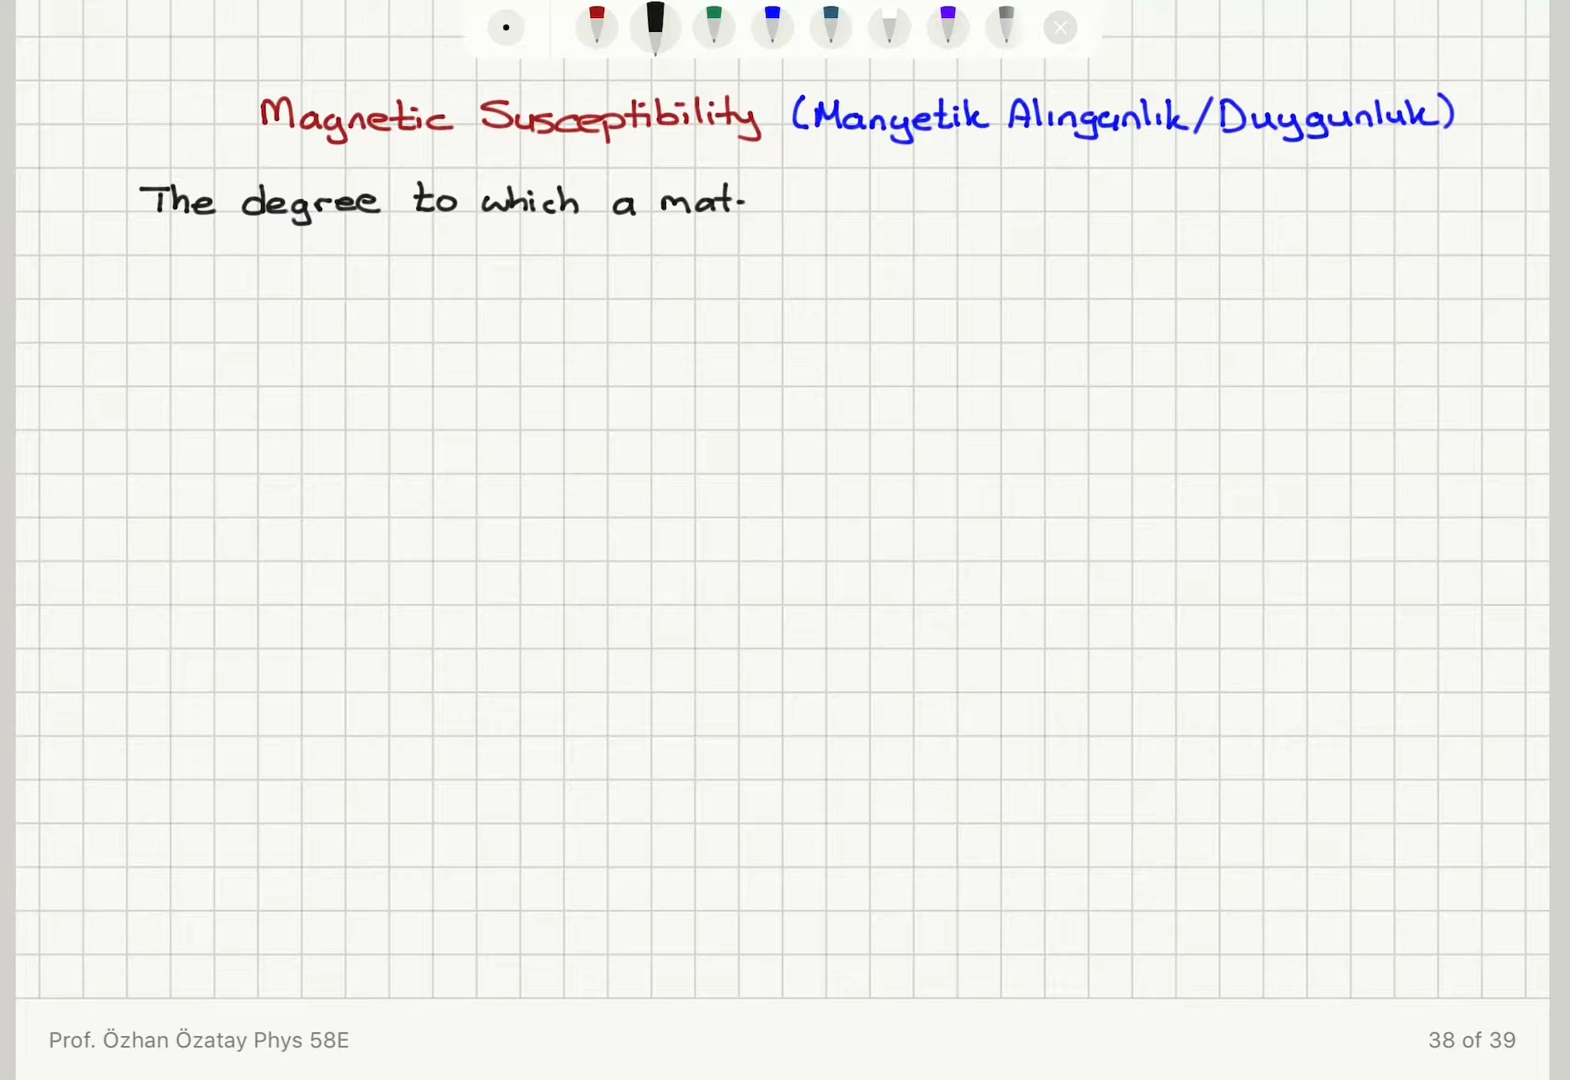 Magnetic Susceptibility (Manyetik Alınganlık/Duygunluk)
The degree to which a mat.
Prof. Özhan Özatay Phys 58E
38 of 39